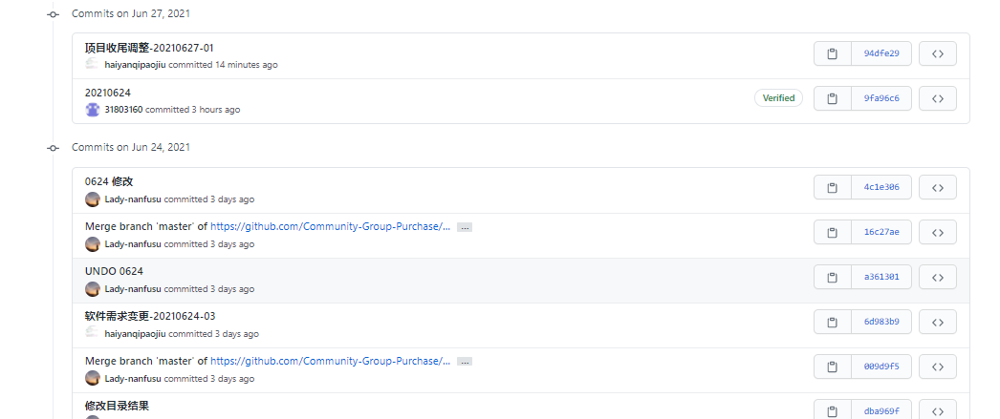 Commits on Jun 27, 2021
项目收尾调整-20210627-01
haiyanqipaojiu committed 14 minutes ago
94dfe29
20210624
31803160 committed 3 hours ago
Verified
9fa96c6
Commits on Jun 24, 2021
0624 修改
Lady-nanfusu committed 3 days ago
4c1e306
Merge branch 'master' of https://github.com/Community-Group-Purchase/... ...
Lady-nanfusu committed 3 days ago
16c27ae
UNDO 0624
Lady-nanfusu committed 3 days ago
a361301
软件需求变更-20210624-03
haiyanqipaojiu committed 3 days ago
6d983b9
Merge branch 'master' of https://github.com/Community-Group-Purchase/... ...
Lady-nanfusu committed 3 days ago
009d9f5
修改目录结果
dba969f